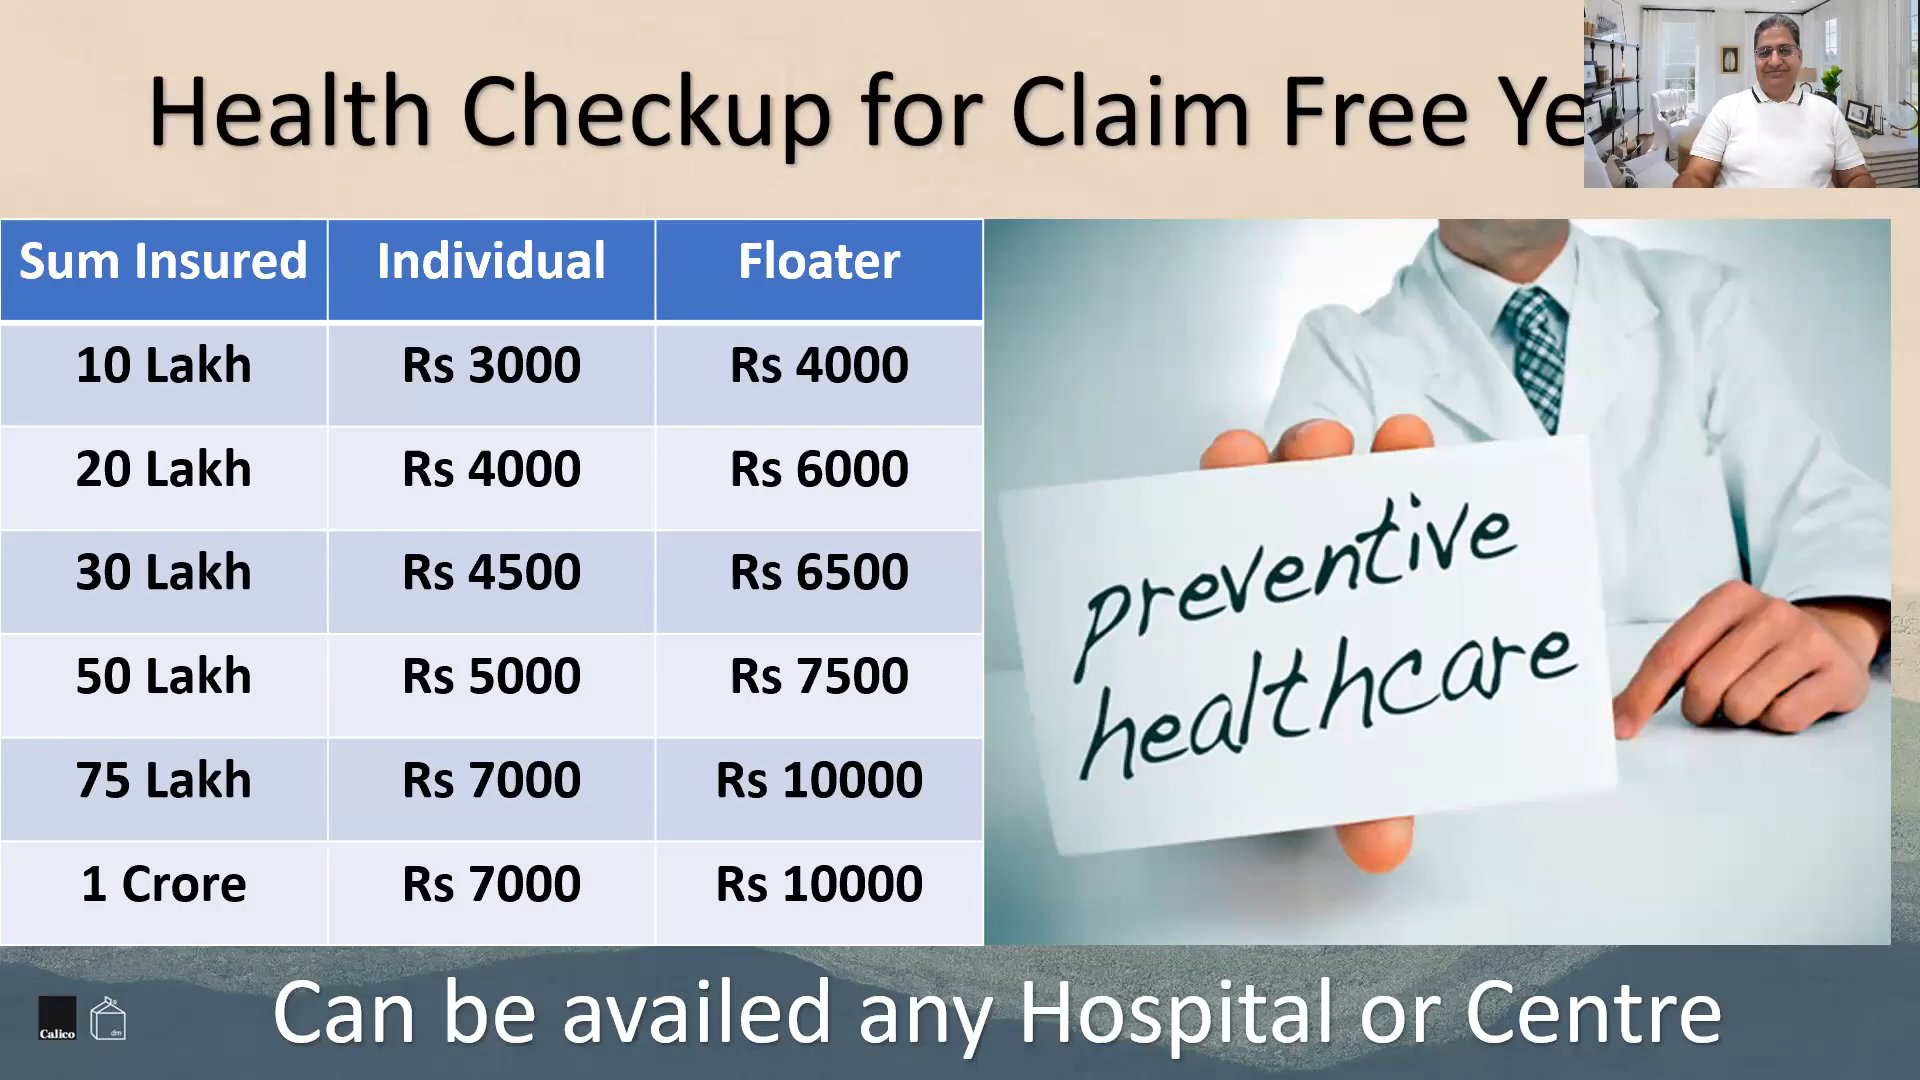 Health Checkup for Claim Free Ye
Sum Insured Individual Floater
10 Lakh Rs 3000 Rs 4000
20 Lakh Rs 4000 Rs 6000
30 Lakh Rs 4500 Rs 6500
50 Lakh Rs 5000 Rs 7500
75 Lakh Rs 7000 Rs 10000
1 Crore Rs 7000 Rs 10000
preventive
healthcare
Can be availed any Hospital or Centre
Calico
dm